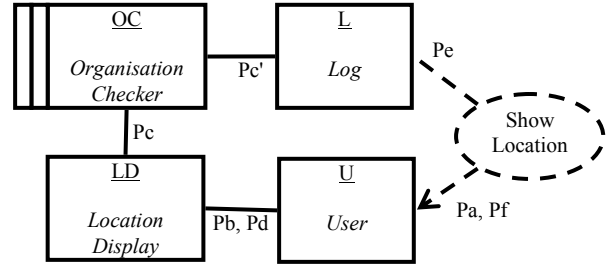 OC
Organisation
Checker
Pc'
L
Log
Pe
Show
Location
Pc
LD
Location
Display
Pb, Pd
U
User
Pa, Pf